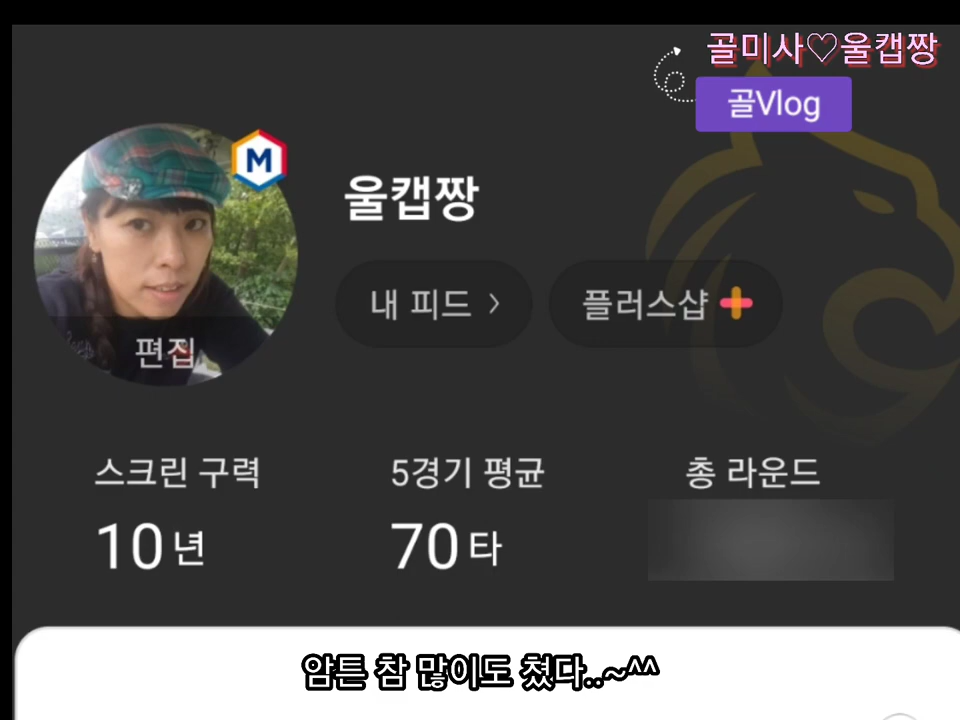 골미사♡울캡짱
골Vlog
M
울캡짱
내 피드 >
플러스샵
편집
스크린 구력
5경기 평균
총 라운드
10년
70타
암튼 참 많이도 쳤다..~^^